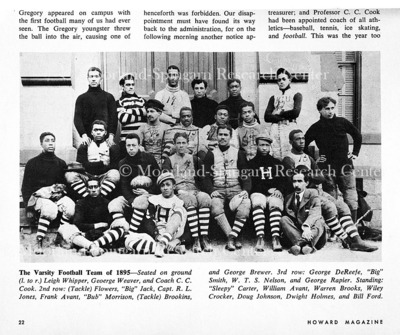 Gregory appeared on campus with
the first football many of us had ever
seen. The Gregory youngster threw
the ball into the air, causing one of
henceforth was forbidden. Our disap-
pointment must have found its way
back to the administration, for on the
following morning another notice ap-
treasurer; and Professor C. C. Cook
had been appointed coach of all ath-
letics—baseball, tennis, ice skating,
and football. This was the year too
Moorland-Spingarn Research Center
© Moorland-Spingarn Research Center
H
H
The Varsity Football Team of 1895—Seated on ground
(l. to r.) Leigh Whipper, Geoerge Weaver, and Coach C. C.
Cook. 2nd row: (Tackle) Flowers, "Big" Jack, Capt. R. L.
Jones, Frank Avant, "Bub" Morrison, (Tackle) Brookins,
and George Brewer. 3rd row: George DeReefe, "Big"
Smith, W. T. S. Nelson, and George Rapier. Standing:
"Sleepy" Carter, William Avant, Warren Brooks, Wiley
Crocker, Doug Johnson, Dwight Holmes, and Bill Ford.
22
HOWARD MAGAZINE